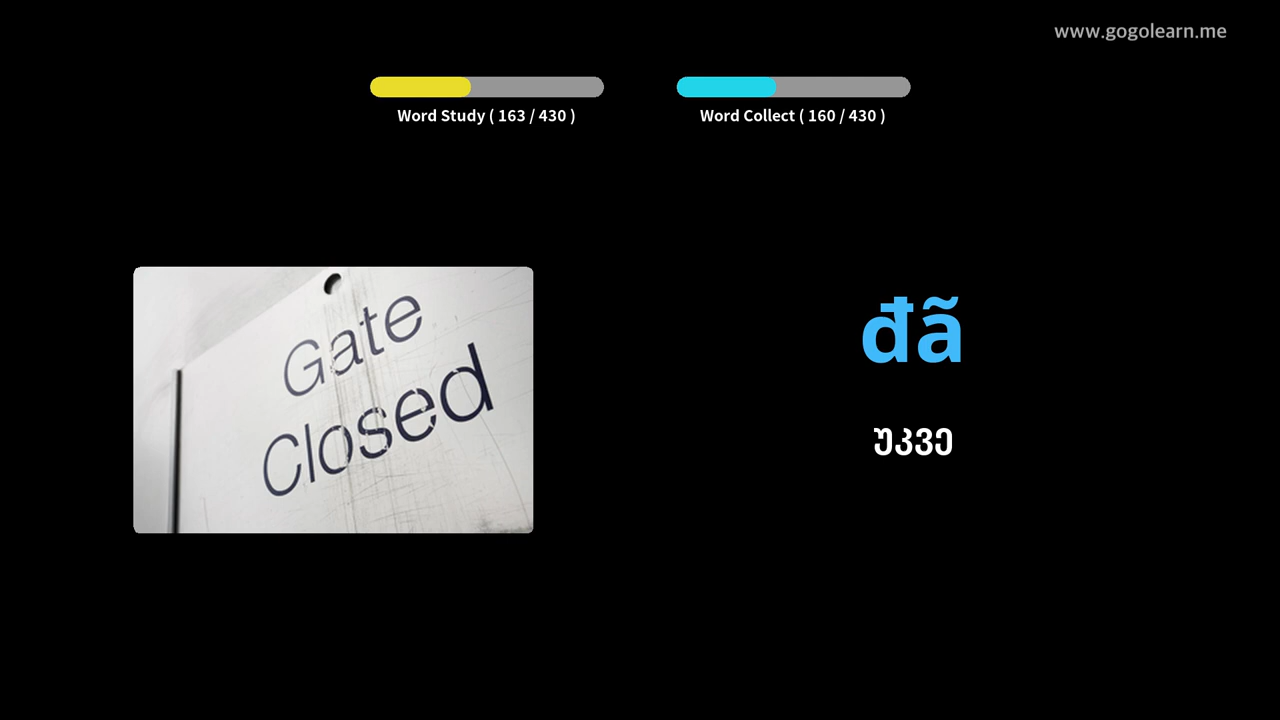 www.gogolearn.me
Word Study ( 163 / 430 )
Word Collect ( 160 / 430 )
Gate
Closed
đã
უკვე